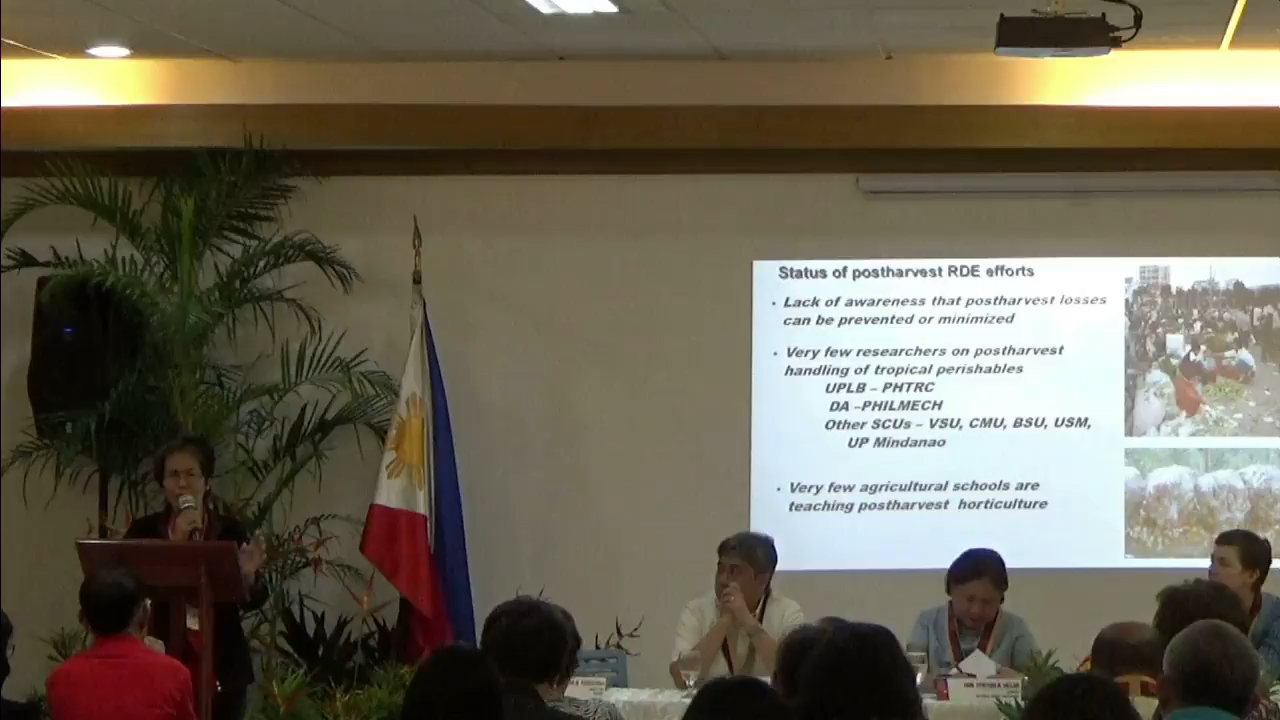 Status of postharvest RDE efforts
• Lack of awareness that postharvest losses
can be prevented or minimized
• Very few researchers on postharvest
handling of tropical perishables
UPLB – PHTRC
DA –PHILMECH
Other SCUs – VSU, CMU, BSU, USM,
UP Mindanao
• Very few agricultural schools are
teaching postharvest horticulture